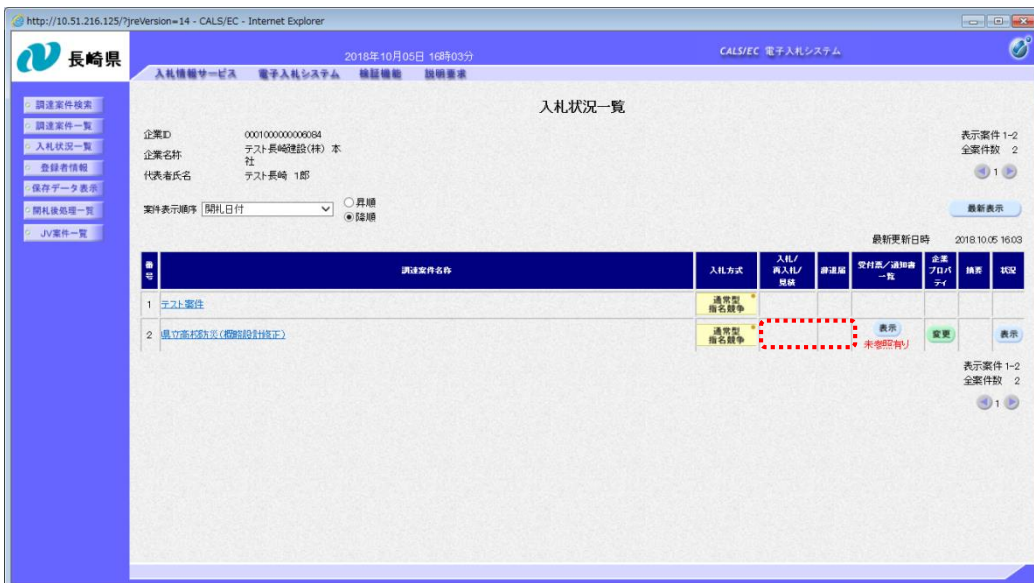 http://10.51.216.125/?jreVersion=14 - CALS/EC - Internet Explorer
長崎県
2018年10月05日 16時03分
CALS/EC 電子入札システム
入札情報サービス 電子入札システム 検証機能 説明要求
調達案件検索
調達案件一覧
入札状況一覧
登録者情報
保存データ表示
開札後処理一覧
JV案件一覧
入札状況一覧
企業ID 0001000000006084
企業名称 テスト長崎建設(株) 本
社
代表者氏名 テスト長崎 1郎
表示案件 1-2
全案件数 2
1
案件表示順序 開札日付
昇順
降順
最新表示
最新更新日時 2018.10.05 16:03
番号 調達案件名称 入札方式 入札/再入札/見積 辞退届 受付票/通知書一覧 企業プロパティ 摘要 状況
1 テスト案件 通常型指名競争
2 県立高校防災(概略設計修正) 通常型指名競争 表示 未参照有り 変更 表示
表示案件 1-2
全案件数 2
1